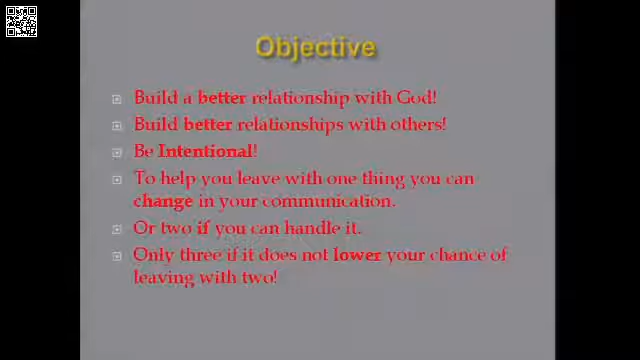 Objective
Build a better relationship with God!
Build better relationships with others!
Be Intentional!
To help you leave with one thing you can
change in your communication.
Or two if you can handle it.
Only three if it does not lower your chance of
leaving with two!